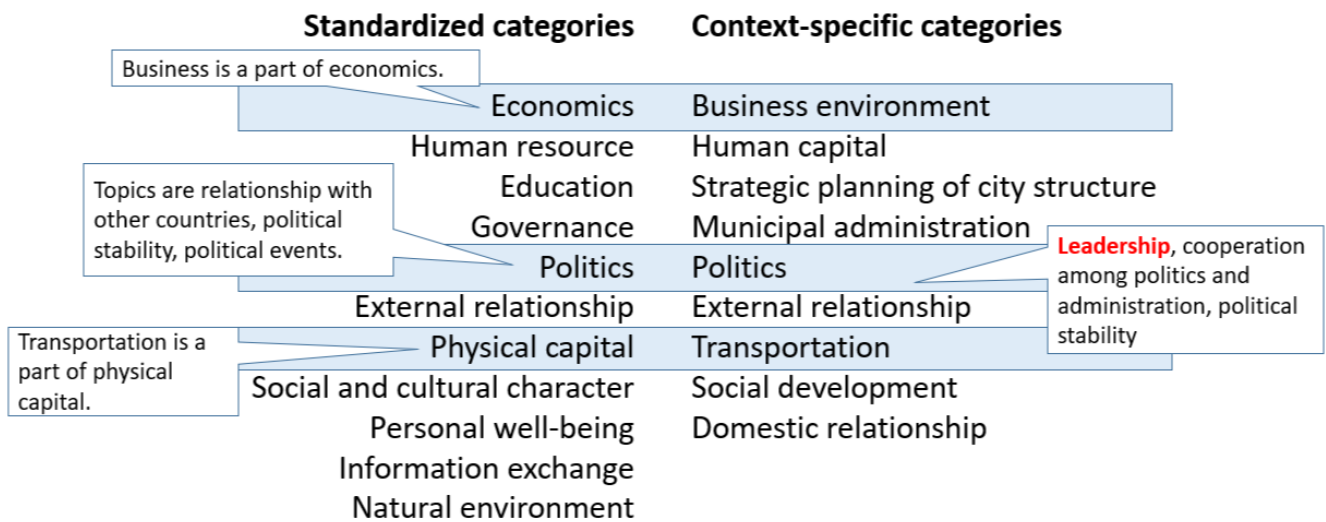 Standardized categories Context-specific categories
Business is a part of economics.
Economics Business environment
Human resource Human capital
Education Strategic planning of city structure
Governance Municipal administration
Topics are relationship with
other countries, political
stability, political events.
Politics Politics
Leadership, cooperation
among politics and
administration, political
stability
External relationship External relationship
Transportation is a
part of physical
capital.
Physical capital Transportation
Social and cultural character Social development
Personal well-being Domestic relationship
Information exchange
Natural environment